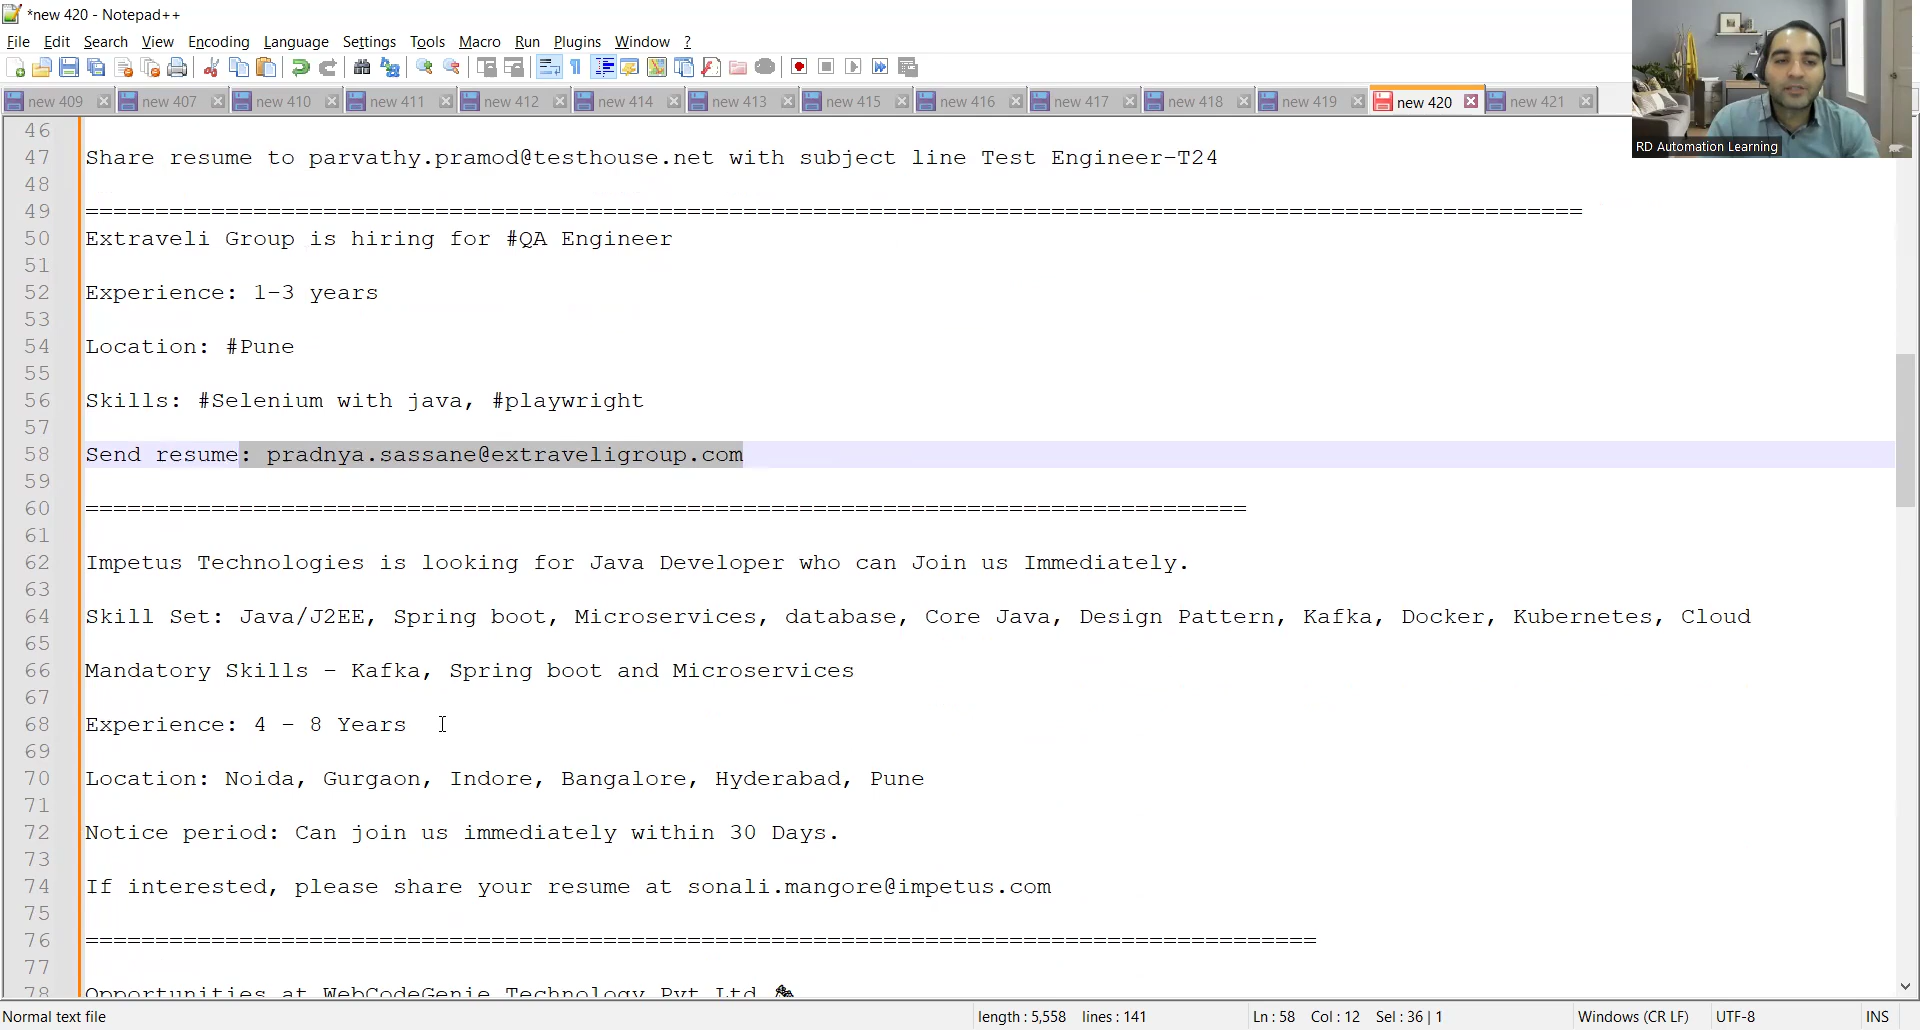 *new 420 - Notepad++
File Edit Search View Encoding Language Settings Tools Macro Run Plugins Window ?
new 409 new 407 new 410 new 411 new 412 new 414 new 413 new 415 new 416 new 417 new 418 new 419 new 420 new 421
RD Automation Learning
46
47 Share resume to parvathy.pramod@testhouse.net with subject line Test Engineer-T24
48
49 ===========================================================================================================
50 Extraveli Group is hiring for #QA Engineer
51
52 Experience: 1-3 years
53
54 Location: #Pune
55
56 Skills: #Selenium with java, #playwright
57
58 Send resume: pradnya.sassane@extraveligroup.com
59
60 ===================================================================================
61
62 Impetus Technologies is looking for Java Developer who can Join us Immediately.
63
64 Skill Set: Java/J2EE, Spring boot, Microservices, database, Core Java, Design Pattern, Kafka, Docker, Kubernetes, Cloud
65
66 Mandatory Skills - Kafka, Spring boot and Microservices
67
68 Experience: 4 - 8 Years
69
70 Location: Noida, Gurgaon, Indore, Bangalore, Hyderabad, Pune
71
72 Notice period: Can join us immediately within 30 Days.
73
74 If interested, please share your resume at sonali.mangore@impetus.com
75
76 ========================================================================================
77
78 Opportunities at WebCodeGenie Technology Pvt Ltd
Normal text file length : 5,558 lines : 141 Ln : 58 Col : 12 Sel : 36 | 1 Windows (CR LF) UTF-8 INS